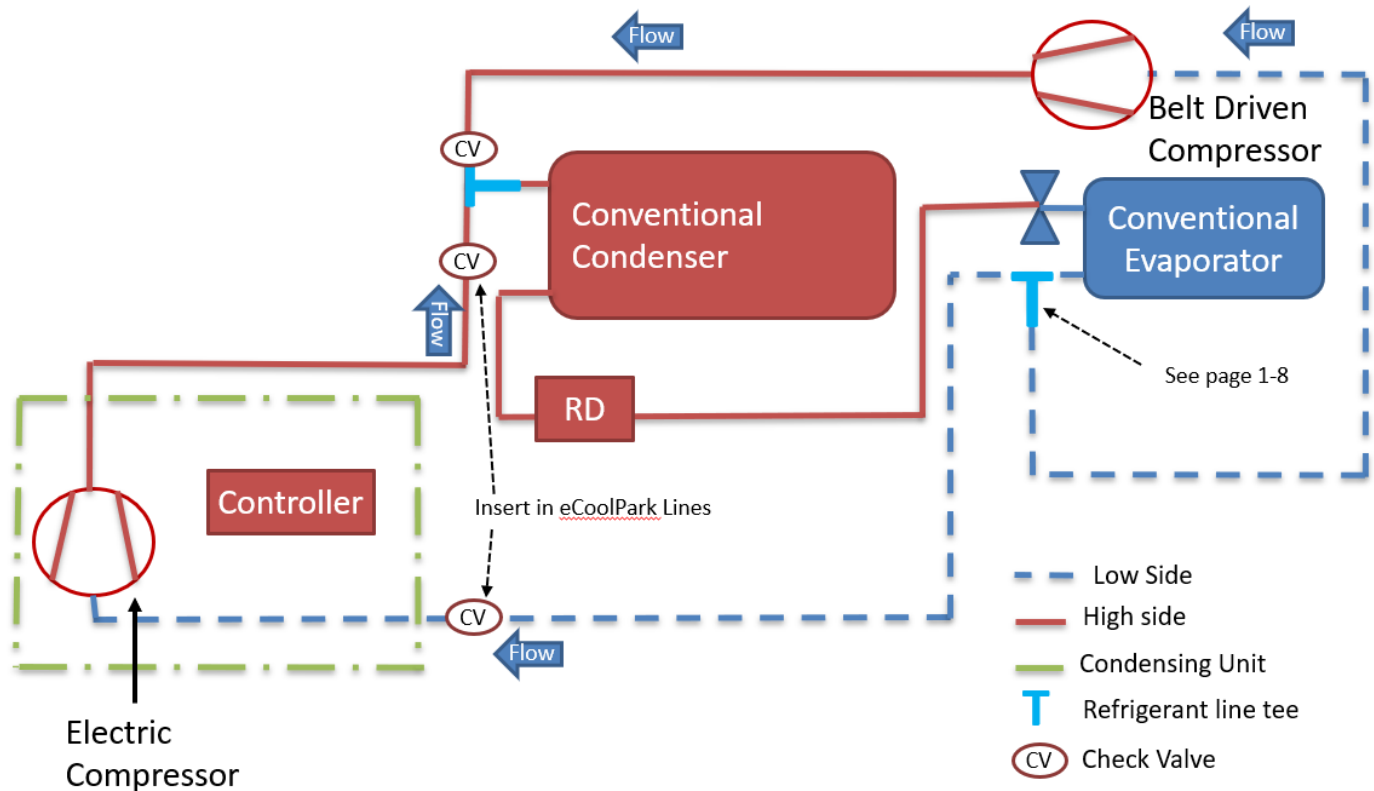 Flow
Flow
Belt Driven
Compressor
CV
Conventional
Condenser
Conventional
Evaporator
CV
Flow
See page 1-8
RD
Controller
Insert in eCoolPark Lines
Low Side
CV
High side
Flow
Condensing Unit
Refrigerant line tee
Electric
Compressor
CV
Check Valve